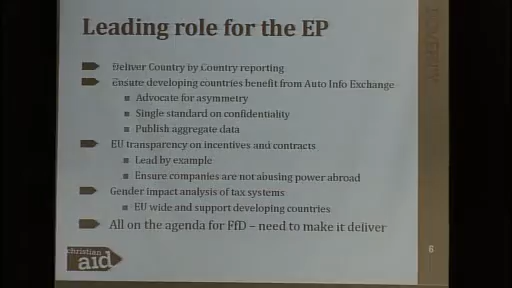 Leading role for the EP
Deliver Country by Country reporting
Ensure developing countries benefit from Auto Info Exchange
Advocate for asymmetry
Single standard on confidentiality
Publish aggregate data
EU transparency on incentives and contracts
Lead by example
Ensure companies are not abusing power abroad
Gender impact analysis of tax systems
EU wide and support developing countries
All on the agenda for FfD – need to make it deliver
christian
aid
6